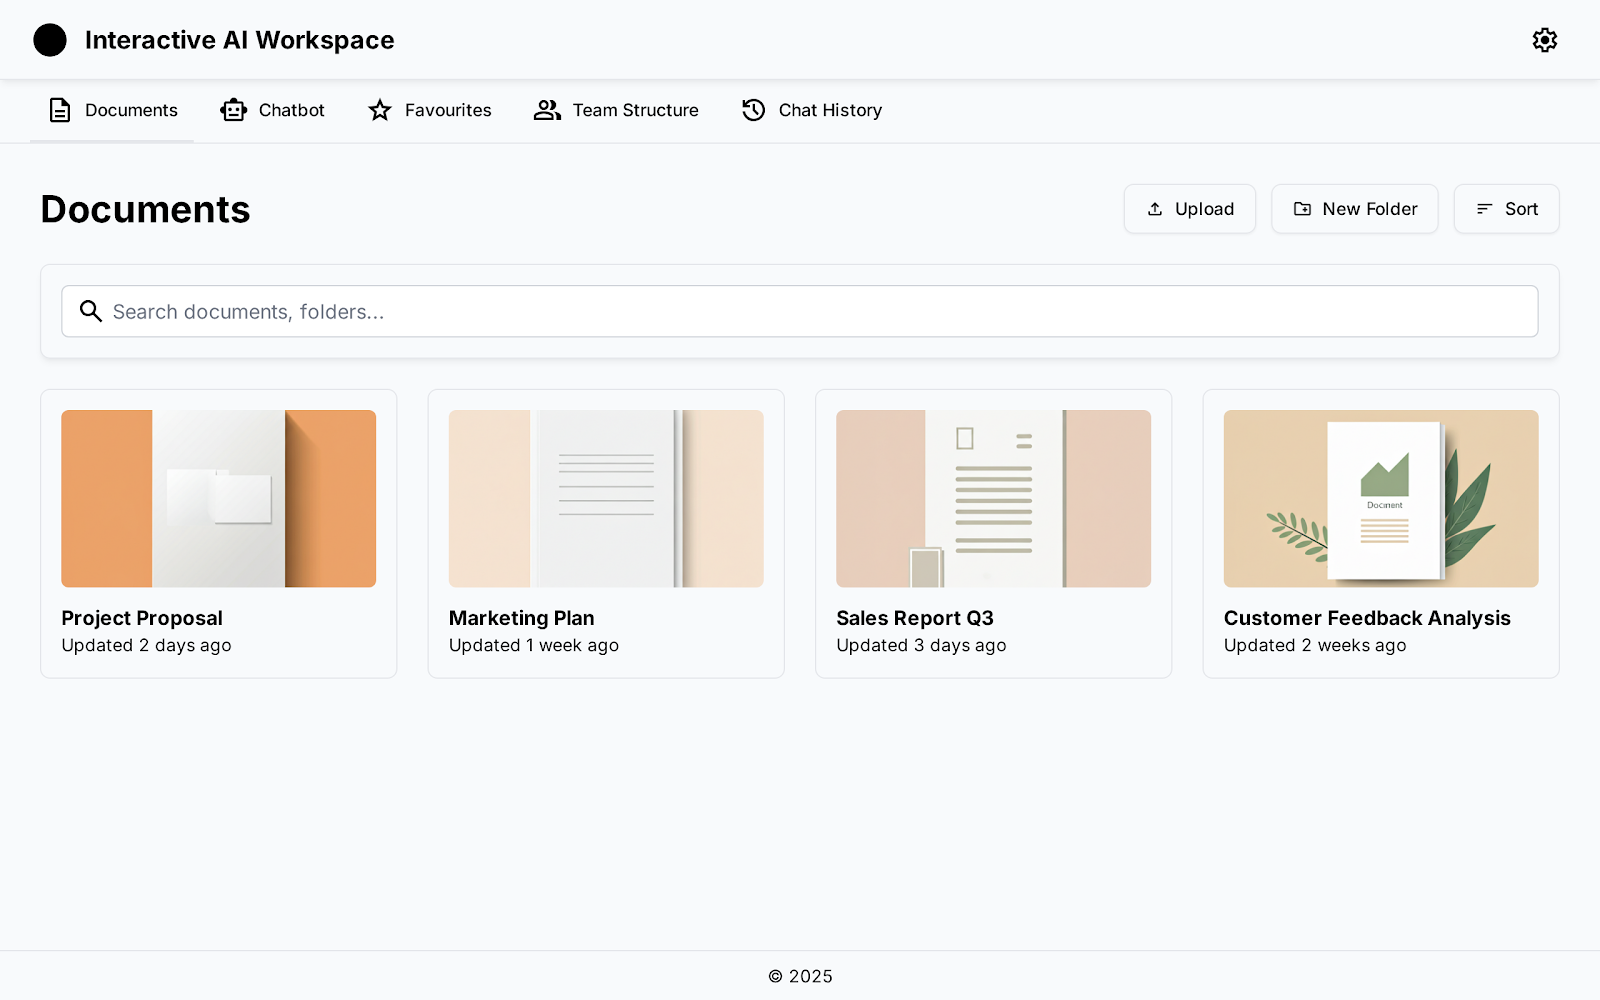 Interactive AI Workspace
Documents
Chatbot
Favourites
Team Structure
Chat History
Documents
Upload
New Folder
Sort
Search documents, folders...
Document
Project Proposal
Updated 2 days ago
Marketing Plan
Updated 1 week ago
Sales Report Q3
Updated 3 days ago
Customer Feedback Analysis
Updated 2 weeks ago
© 2025